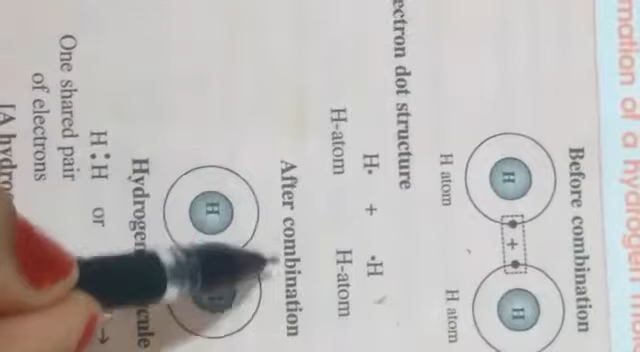 mation of a hydrogen
Before combination
H + H
H atom H atom
ectron dot structure
H• + •H
H-atom H-atom
After combination
H H
Hydrogen cule
H:H or →
One shared pair
of electrons
[A hydro